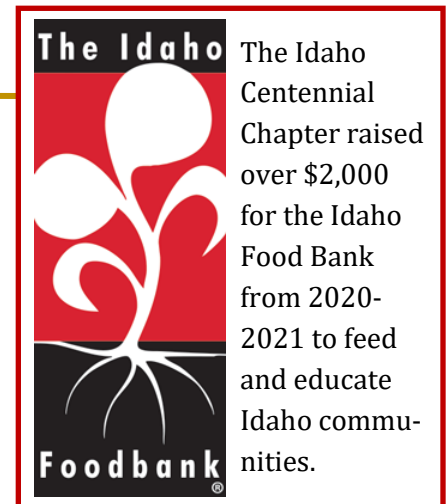 The Idaho
Foodbank®
The Idaho
Centennial
Chapter raised
over $2,000
for the Idaho
Food Bank
from 2020-
2021 to feed
and educate
Idaho commu-
nities.